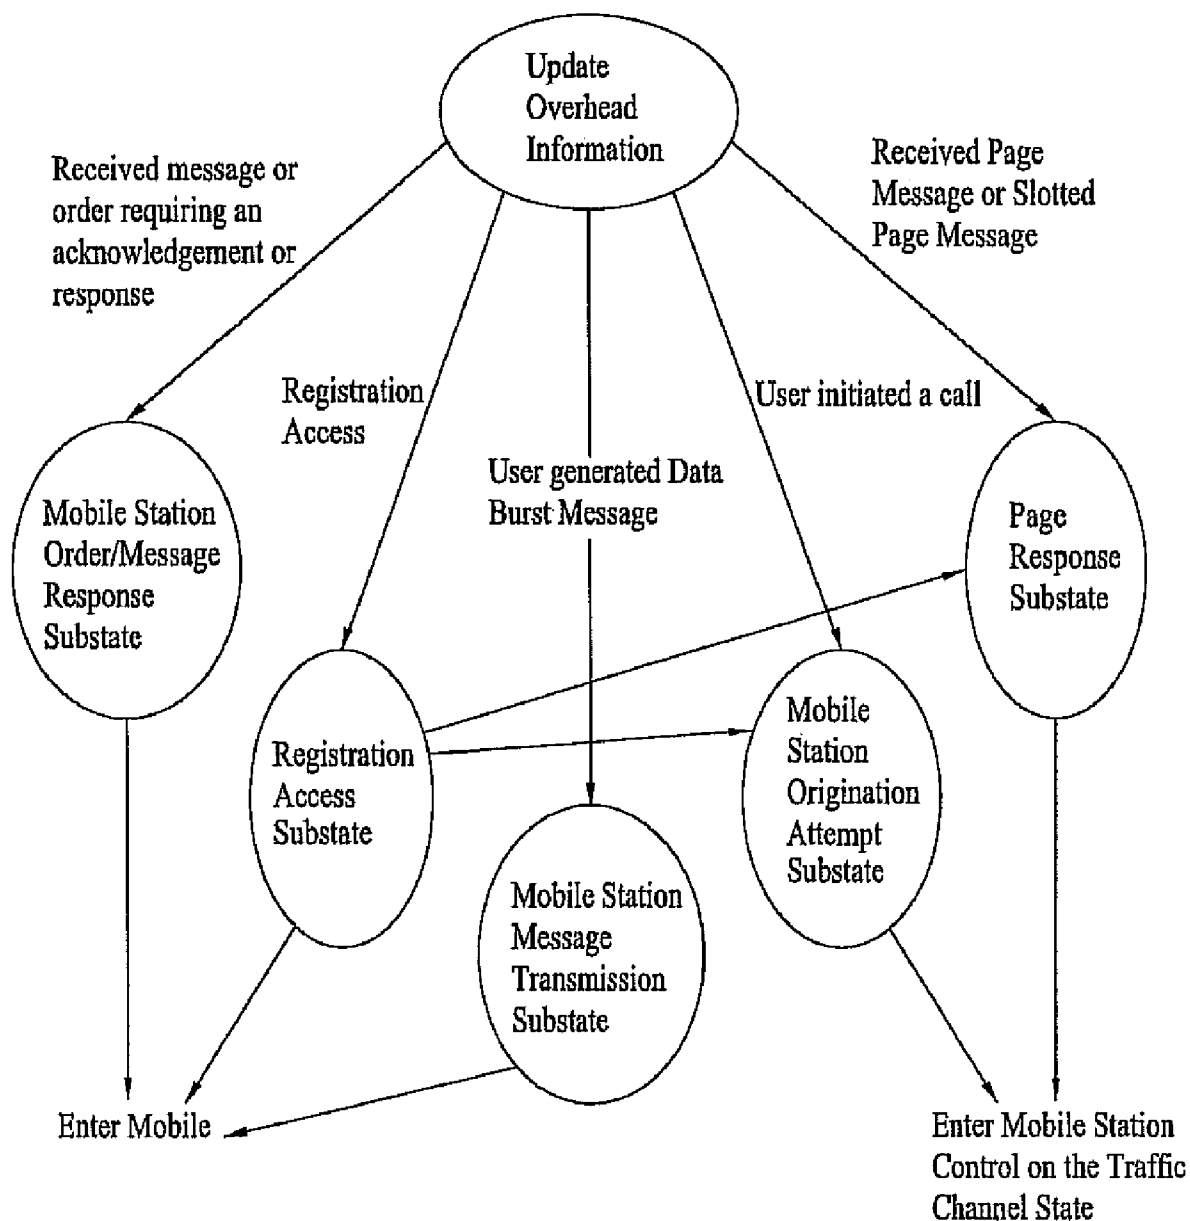 Update
Overhead
Information
Received message or
order requiring an
acknowledgement or
response
Received Page
Message or Slotted
Page Message
Registration
Access
User initiated a call
User generated Data
Burst Message
Mobile Station
Order/Message
Response
Substate
Page
Response
Substate
Registration
Access
Substate
Mobile
Station
Origination
Attempt
Substate
Mobile Station
Message
Transmission
Substate
Enter Mobile
Enter Mobile Station
Control on the Traffic
Channel State